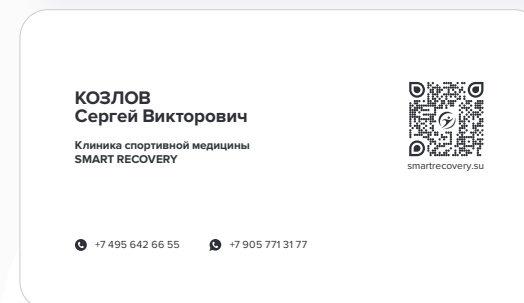 КОЗЛОВ
Сергей Викторович
Клиника спортивной медицины
SMART RECOVERY
smartrecovery.su
+7 495 642 66 55
+7 905 771 31 77